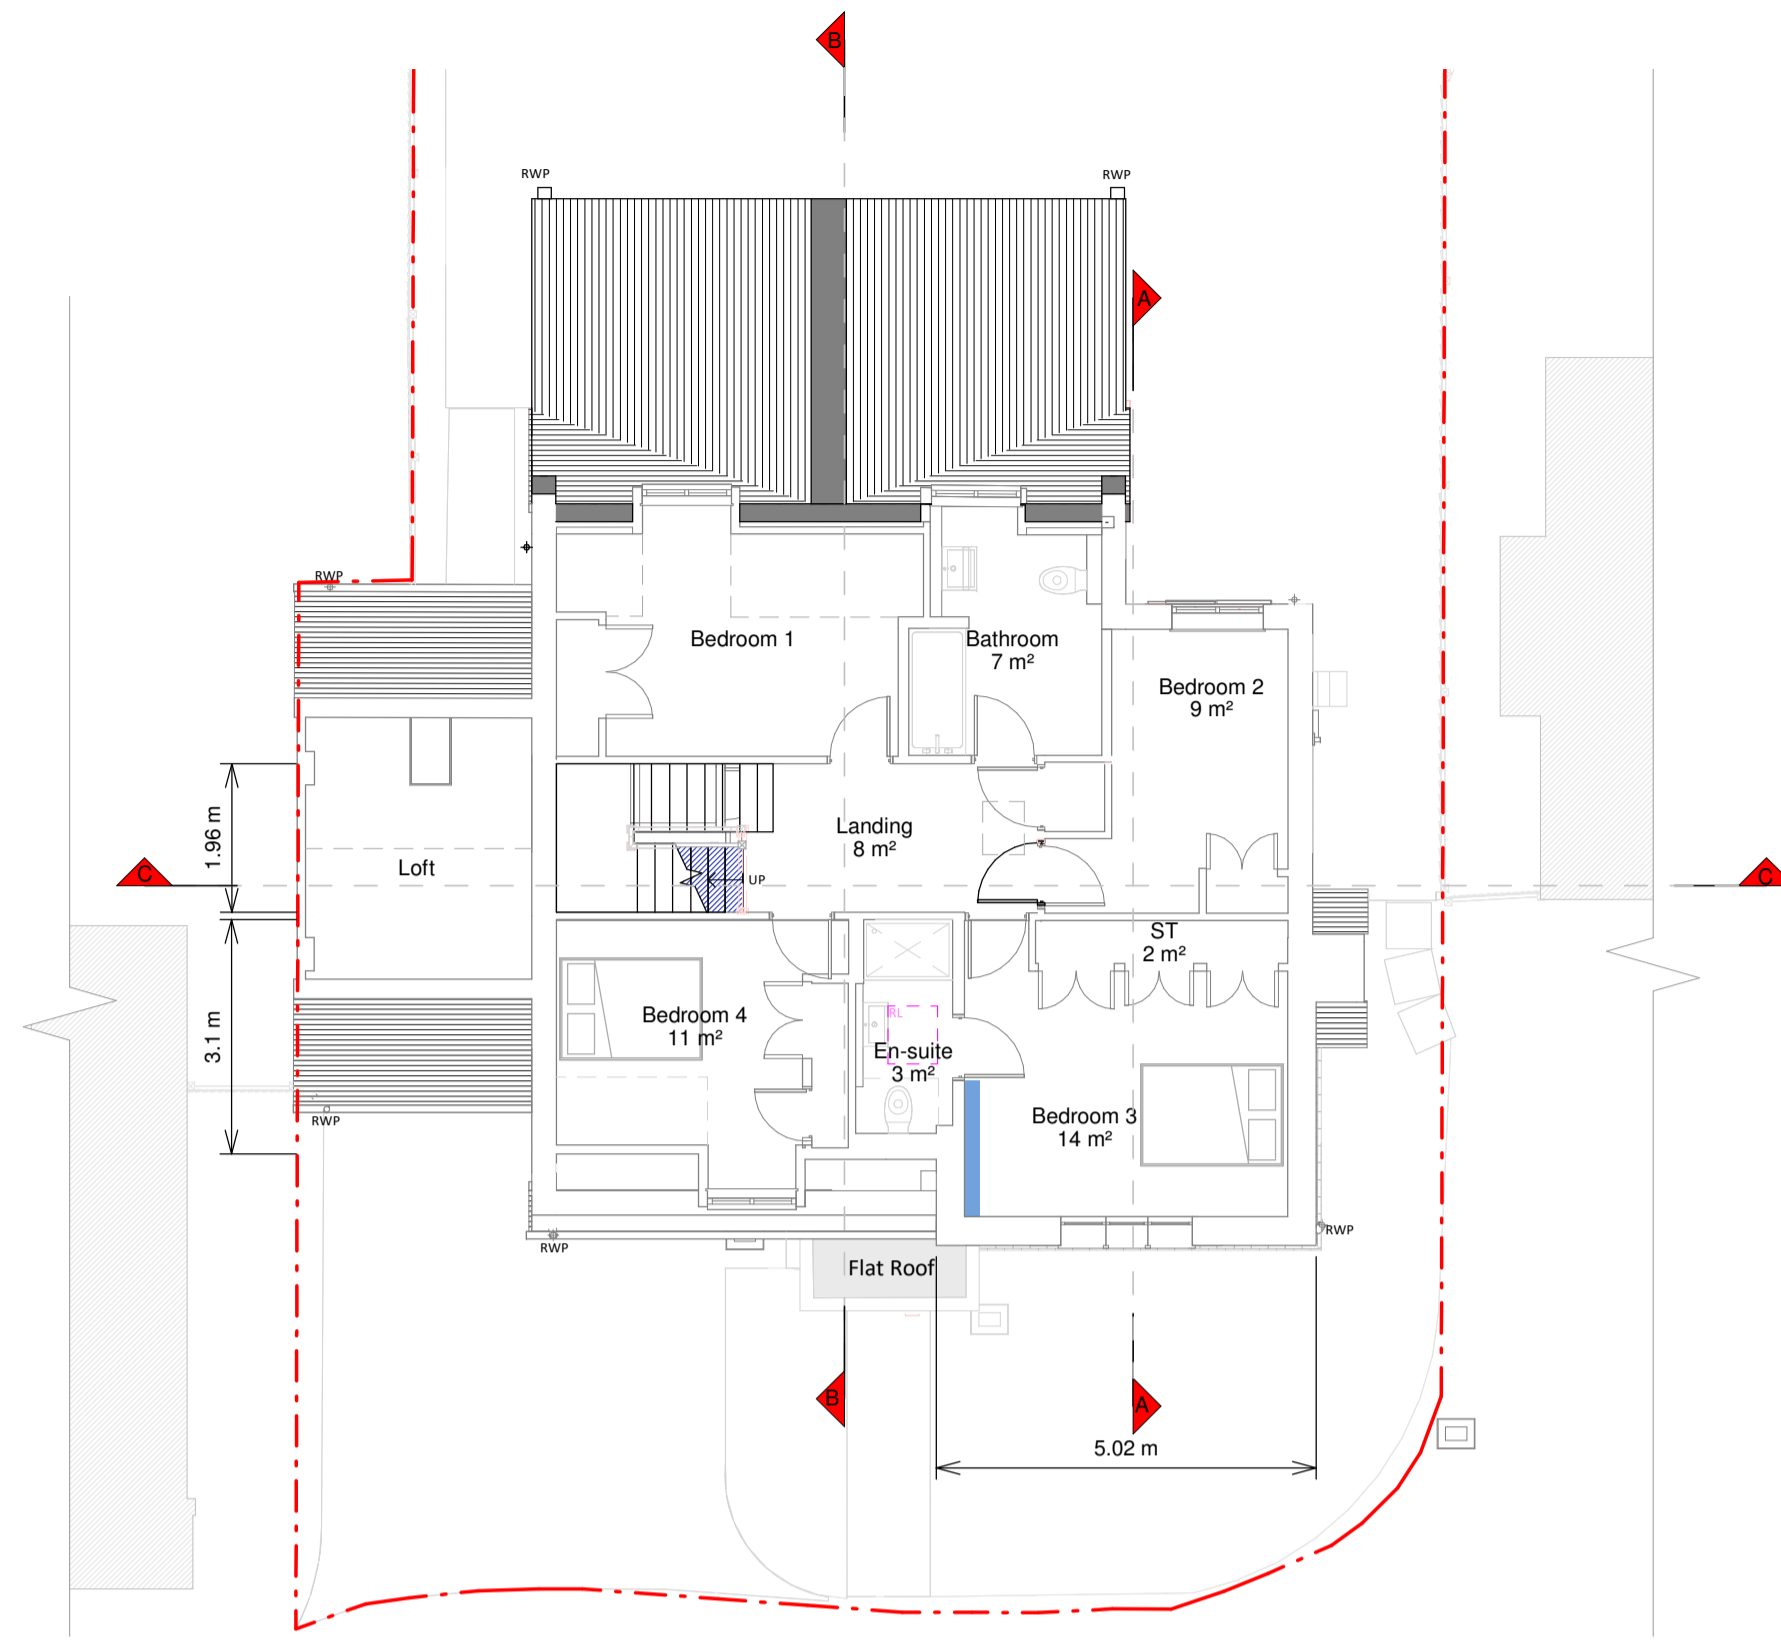 B
RWP
RWP
A
RWP
Bedroom 1
Bathroom
7 m²
Bedroom 2
9 m²
1.96 m
Landing
8 m²
Loft
C
C
UP
ST
2 m²
3.1 m
Bedroom 4
11 m²
RL
En-suite
3 m²
Bedroom 3
14 m²
RWP
RWP
RWP
Flat Roof
B
A
5.02 m